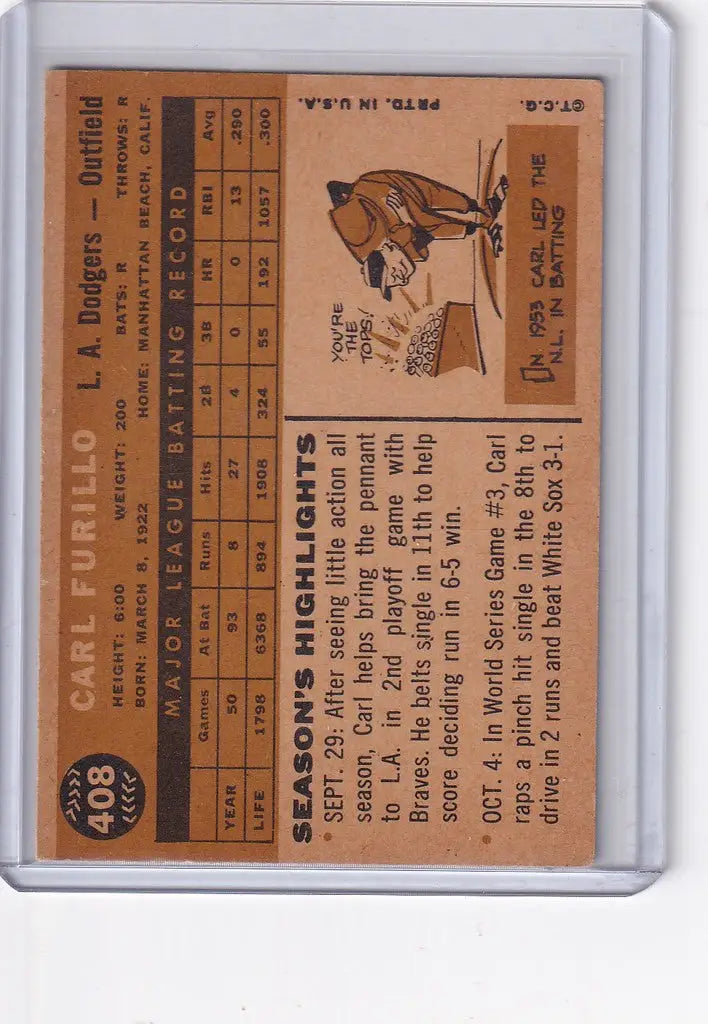 408
CARL FURILLO
L. A. Dodgers — Outfield
HEIGHT: 6:00 WEIGHT: 200 BATS: R THROWS: R
BORN: MARCH 8, 1922 HOME: MANHATTAN BEACH, CALIF.
MAJOR LEAGUE BATTING RECORD
Games At Bat Runs Hits 2B 3B HR RBI Avg
YEAR 50 93 8 27 4 0 0 13 .290
LIFE 1798 6368 894 1908 324 55 192 1057 .300
SEASON'S HIGHLIGHTS
• SEPT. 29: After seeing little action all
season, Carl helps bring the pennant
to L.A. in 2nd playoff game with
Braves. He belts single in 11th to help
score deciding run in 6-5 win.
• OCT. 4: In World Series Game #3, Carl
raps a pinch hit single in the 8th to
drive in 2 runs and beat White Sox 3-1.
YOU'RE
THE
TOPS!
IN 1953 CARL LED THE
N.L. IN BATTING
©T.C.G.
PRTD. IN U.S.A.